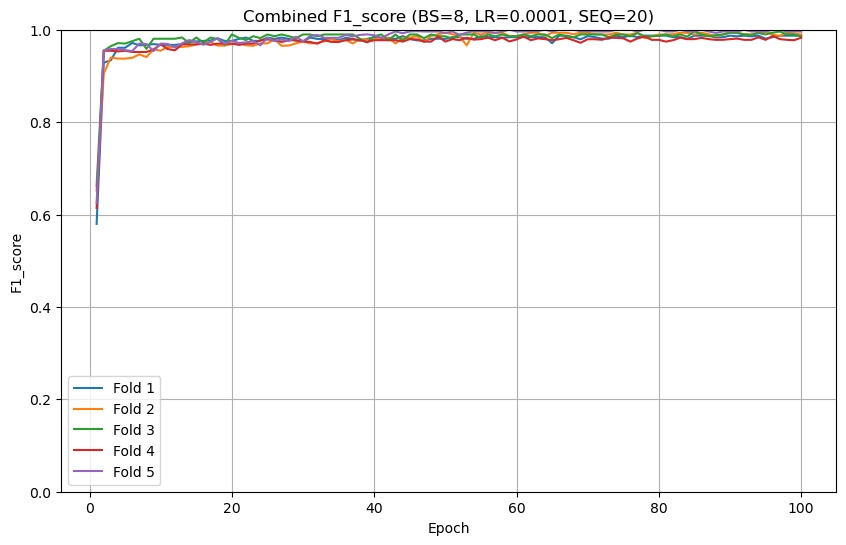 Combined F1_score (BS=8, LR=0.0001, SEQ=20)
1.0
0.8
0.6
0.4
0.2
0.0
F1_score
Fold 1
Fold 2
Fold 3
Fold 4
Fold 5
0 20 40 60 80 100
Epoch